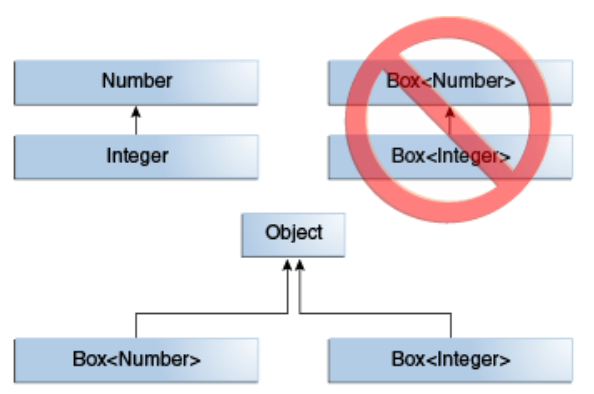 Number
Box<Number>
Integer
Box<Integer>
Object
Box<Number>
Box<Integer>